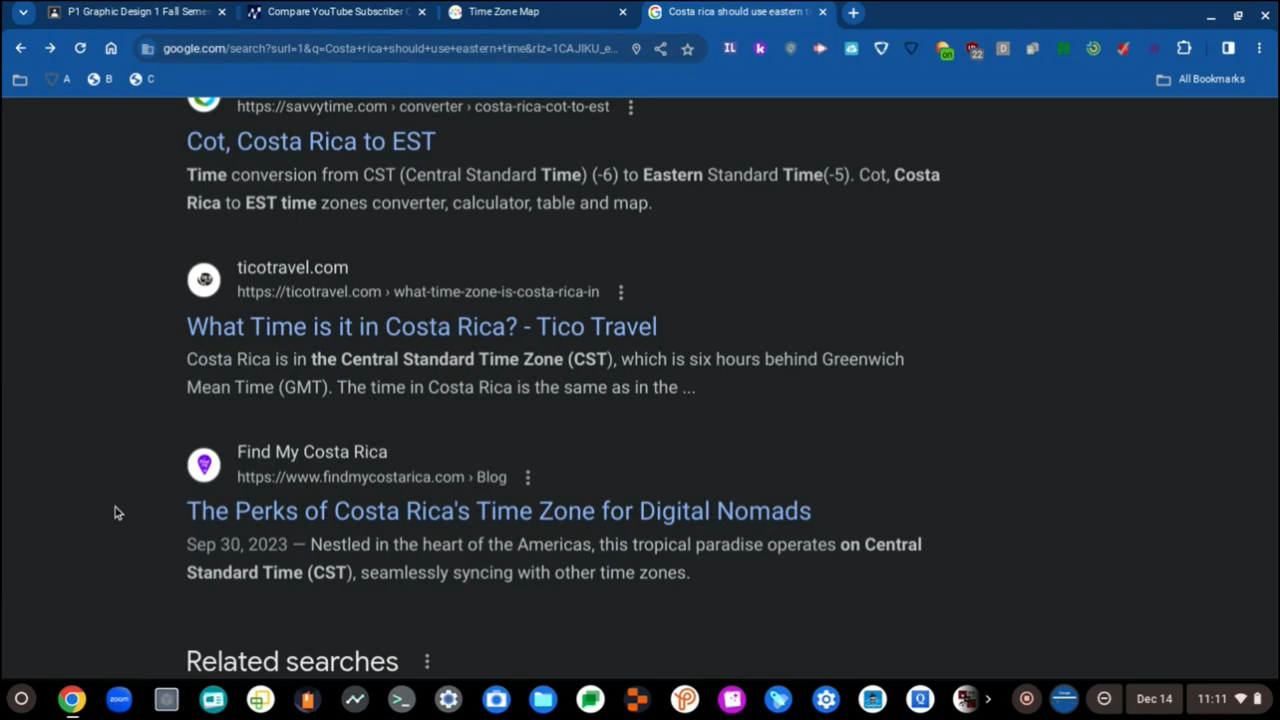 P1 Graphic Design 1 Fall Seme
Compare YouTube Subscriber C
Time Zone Map
Costa rica should use eastern t
google.com/search?surl=1&q=Costa+rica+should+use+eastern+time&rlz=1CAJIKU_e...
IL
k
on
22
D
A
B
C
All Bookmarks
https://savvytime.com › converter › costa-rica-cot-to-est
Cot, Costa Rica to EST
Time conversion from CST (Central Standard Time) (-6) to Eastern Standard Time(-5). Cot, Costa
Rica to EST time zones converter, calculator, table and map.
ticotravel.com
https://ticotravel.com › what-time-zone-is-costa-rica-in
What Time is it in Costa Rica? - Tico Travel
Costa Rica is in the Central Standard Time Zone (CST), which is six hours behind Greenwich
Mean Time (GMT). The time in Costa Rica is the same as in the ...
Find My Costa Rica
https://www.findmycostarica.com › Blog
The Perks of Costa Rica's Time Zone for Digital Nomads
Sep 30, 2023 — Nestled in the heart of the Americas, this tropical paradise operates on Central
Standard Time (CST), seamlessly syncing with other time zones.
Related searches
zoom
Q
Dec 14
11:11